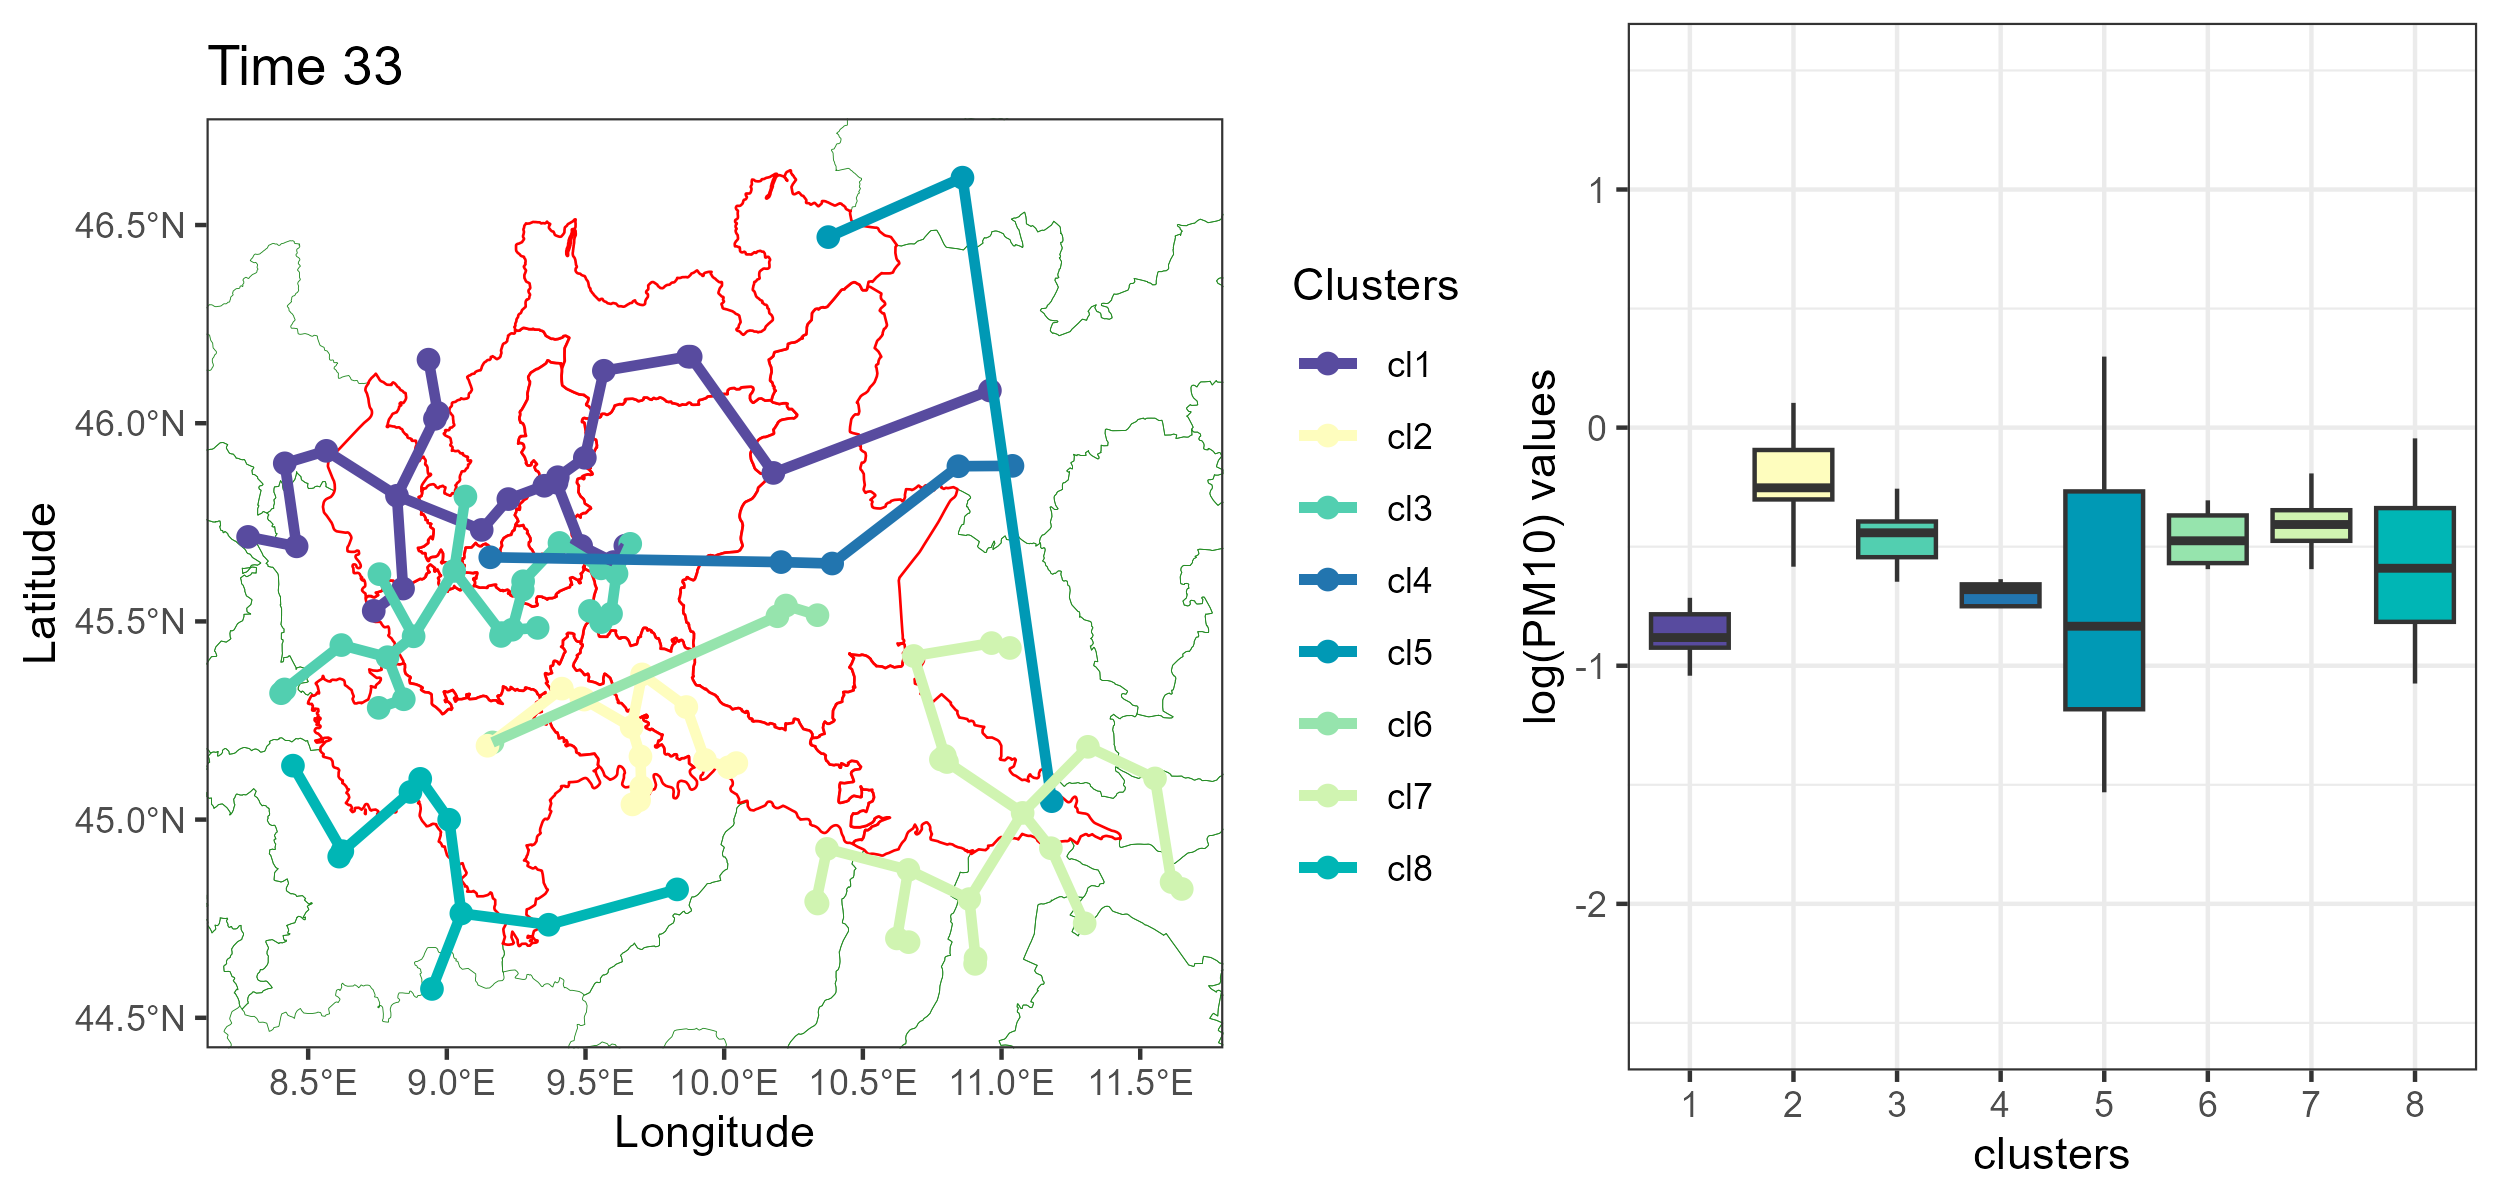 Time 33
46.5°N
46.0°N
45.5°N
45.0°N
44.5°N
Latitude
8.5°E 9.0°E 9.5°E 10.0°E 10.5°E 11.0°E 11.5°E
Longitude
Clusters
cl1
cl2
cl3
cl4
cl5
cl6
cl7
cl8
log(PM10) values
1
0
-1
-2
1 2 3 4 5 6 7 8
clusters